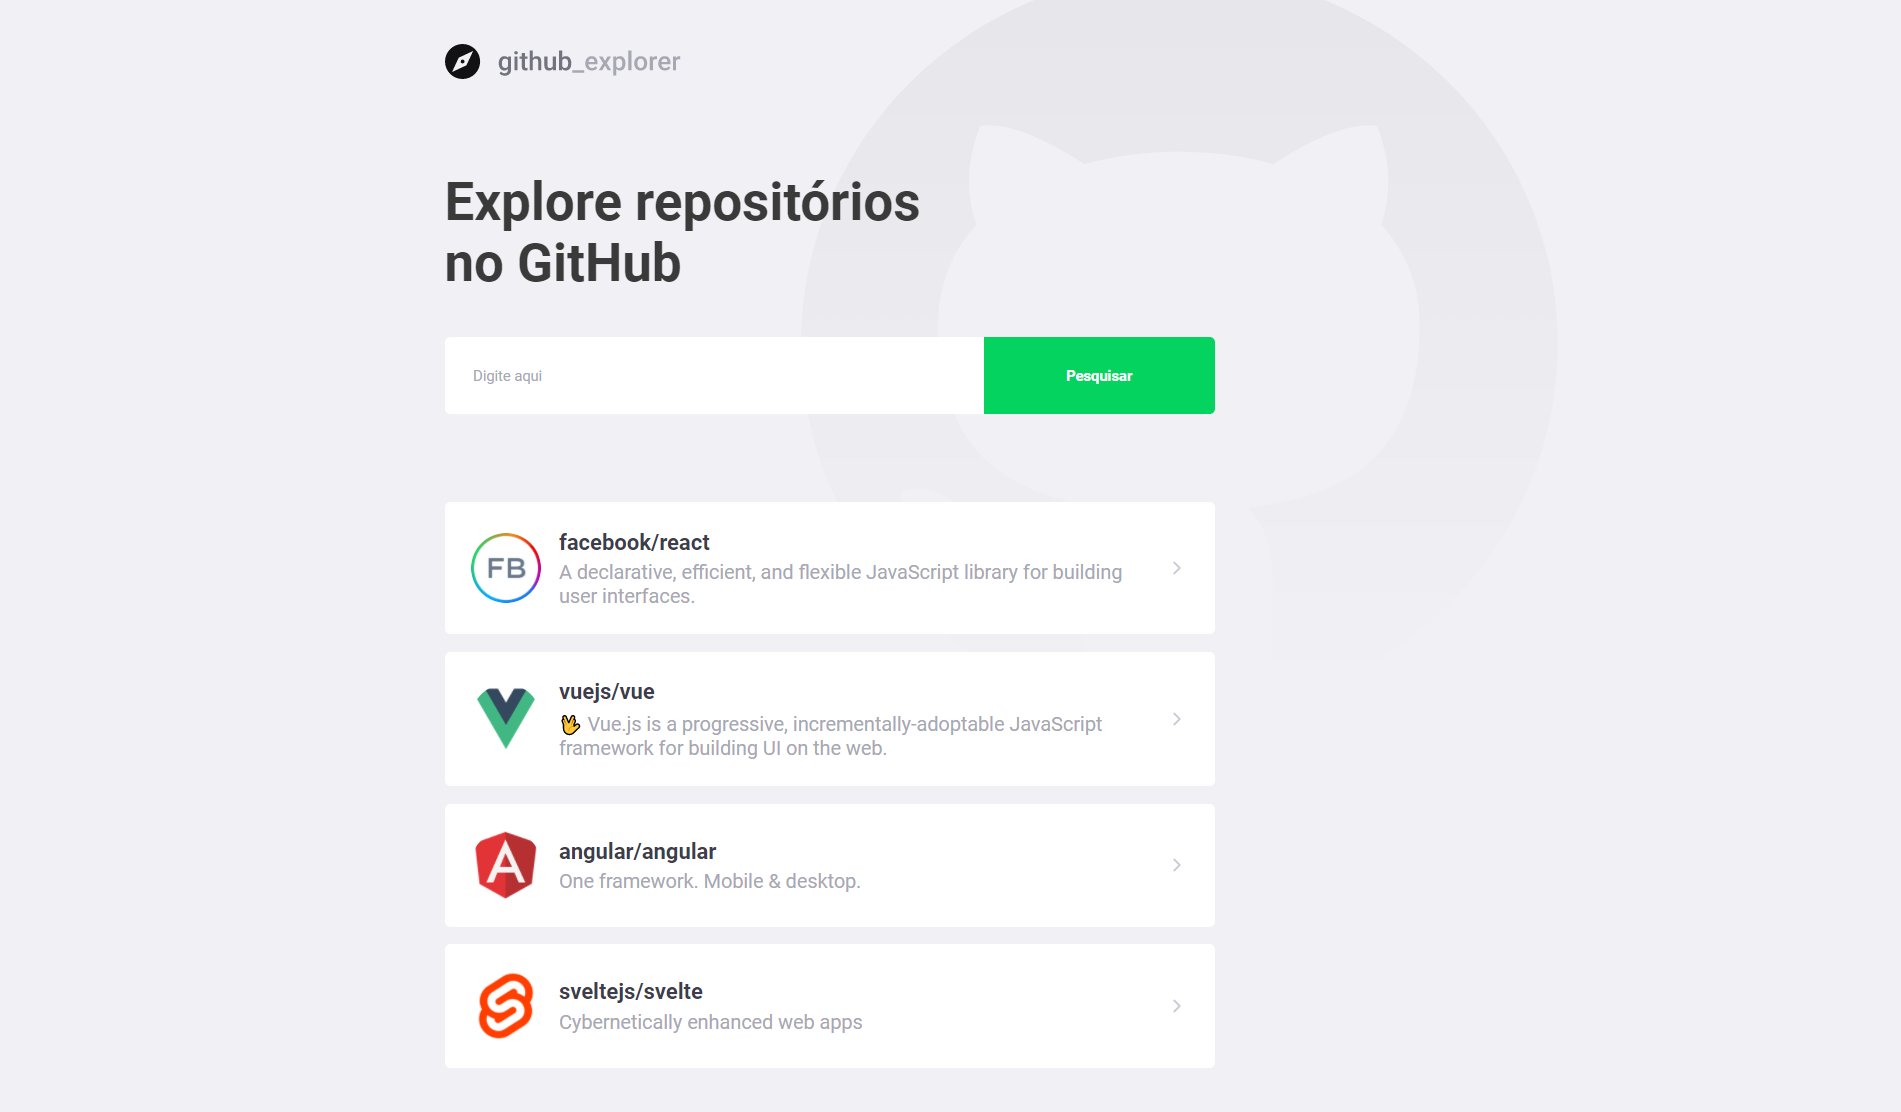 github_explorer
Explore repositórios
no GitHub
Digite aqui
Pesquisar
FB
facebook/react
A declarative, efficient, and flexible JavaScript library for building
user interfaces.
vuejs/vue
🖖 Vue.js is a progressive, incrementally-adoptable JavaScript
framework for building UI on the web.
A
angular/angular
One framework. Mobile & desktop.
sveltejs/svelte
Cybernetically enhanced web apps